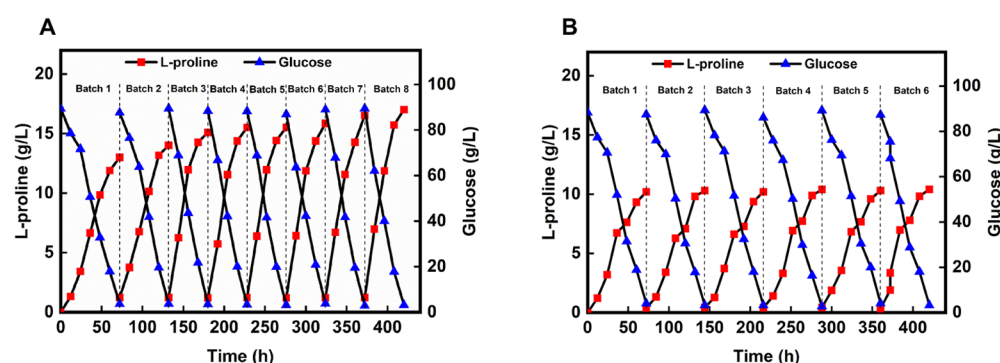 A
L-proline Glucose
Batch 1 Batch 2 Batch 3 Batch 4 Batch 5 Batch 6 Batch 7 Batch 8
20
15
10
5
0
L-proline (g/L)
100
80
60
40
20
0
Glucose (g/L)
0 50 100 150 200 250 300 350 400
Time (h)
B
L-proline Glucose
Batch 1 Batch 2 Batch 3 Batch 4 Batch 5 Batch 6
20
15
10
5
0
L-proline (g/L)
100
80
60
40
20
0
Glucose (g/L)
0 50 100 150 200 250 300 350 400
Time (h)